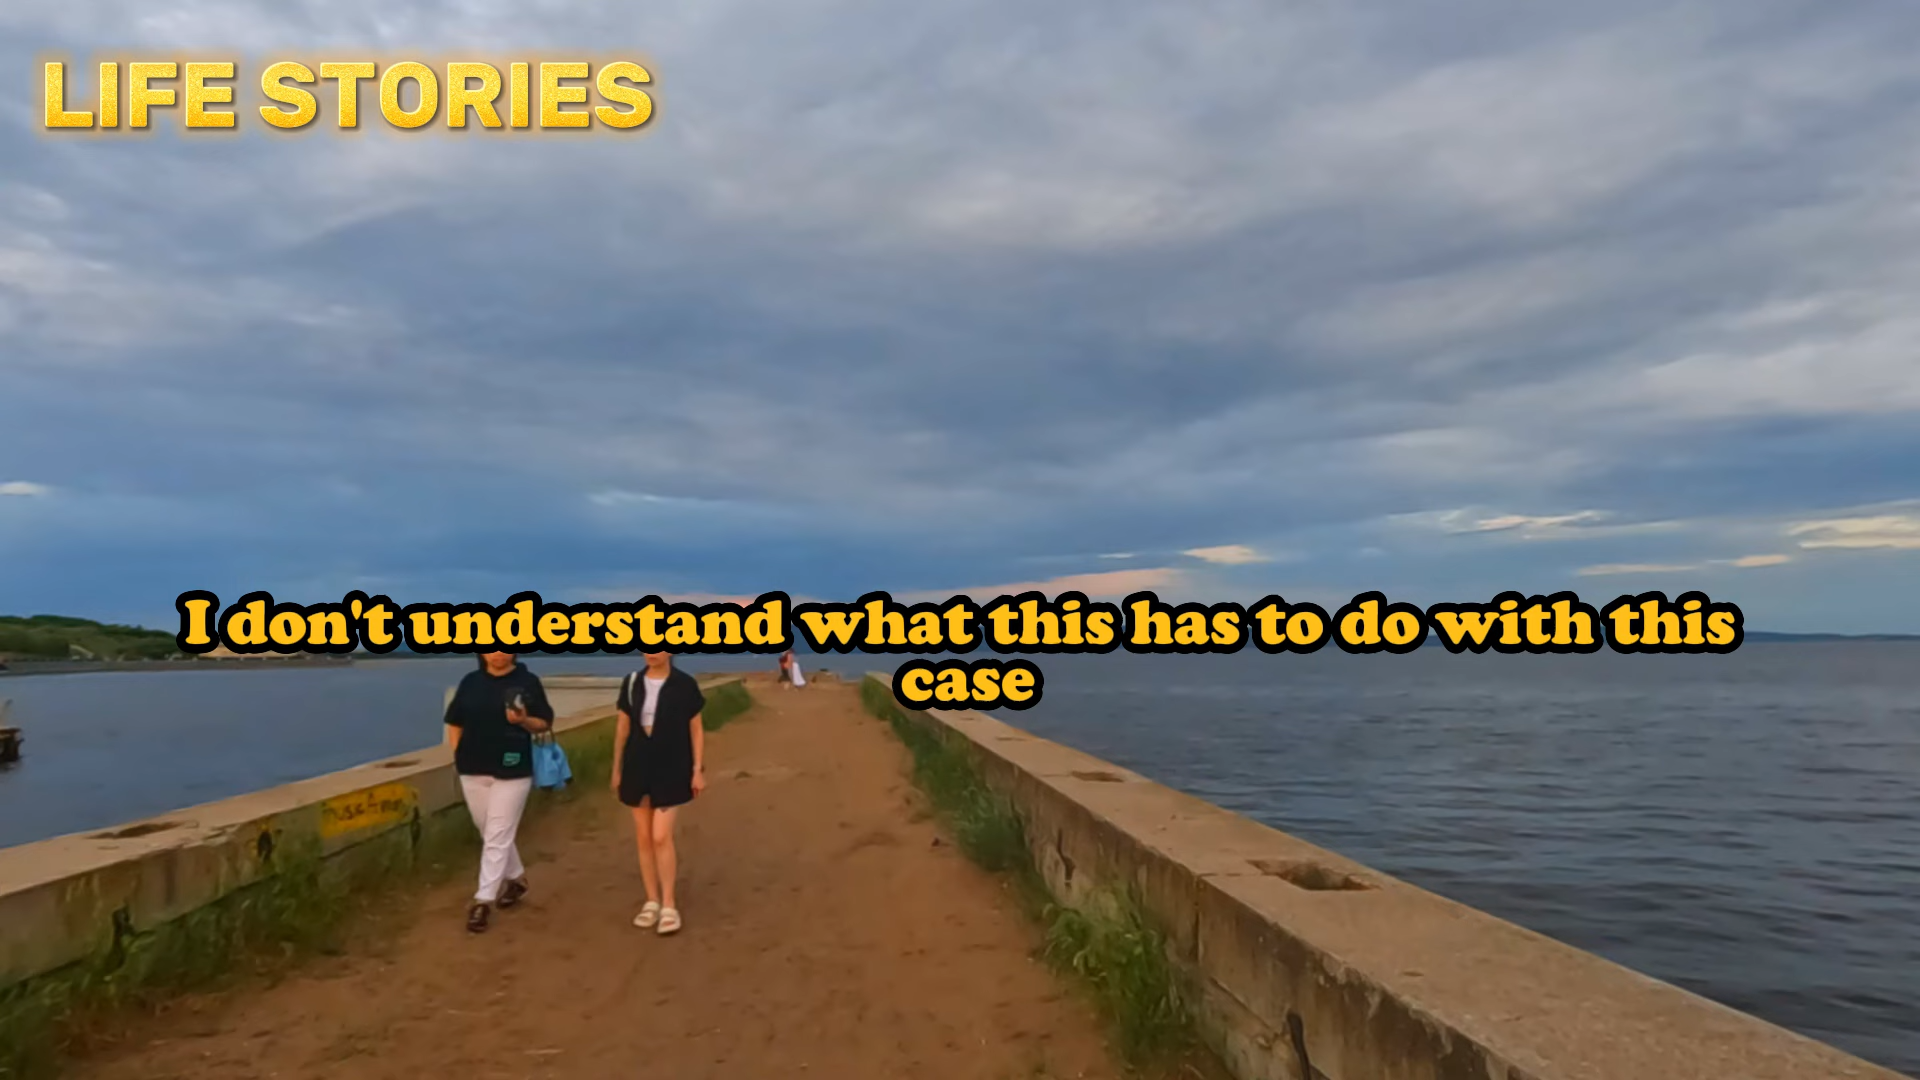 LIFE STORIES
I don't understand what this has to do with this
case